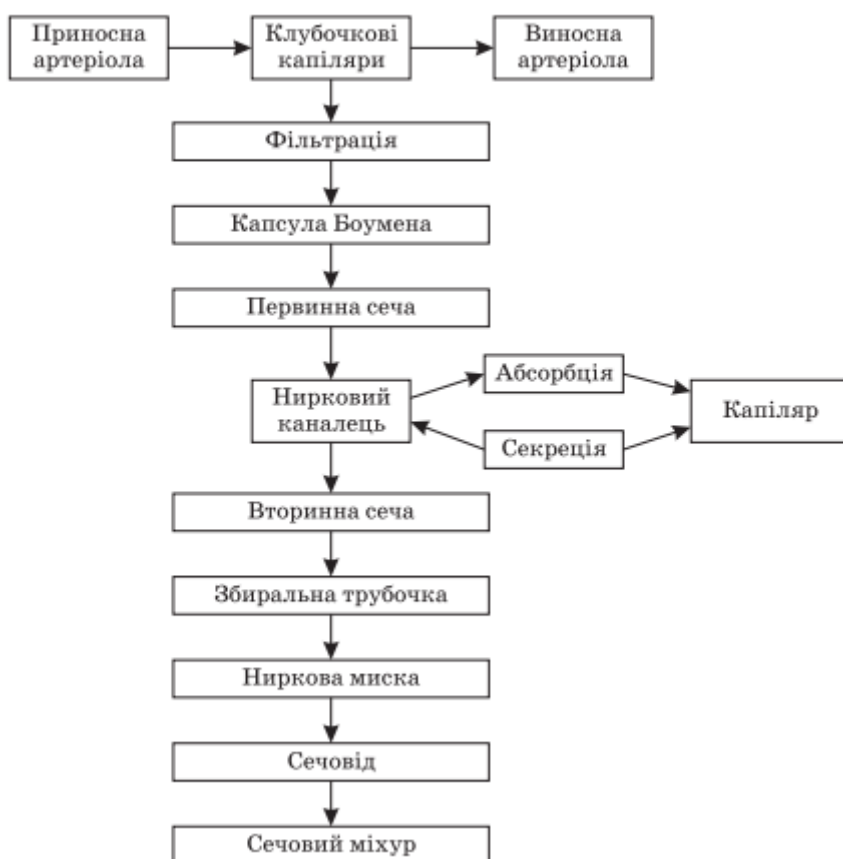 Приносна
артеріола
Клубочкові
капіляри
Виносна
артеріола
Фільтрація
Капсула Боумена
Первинна сеча
Нирковий
каналець
Абсорбція
Секреція
Капіляр
Вторинна сеча
Збиральна трубочка
Ниркова миска
Сечовід
Сечовий міхур